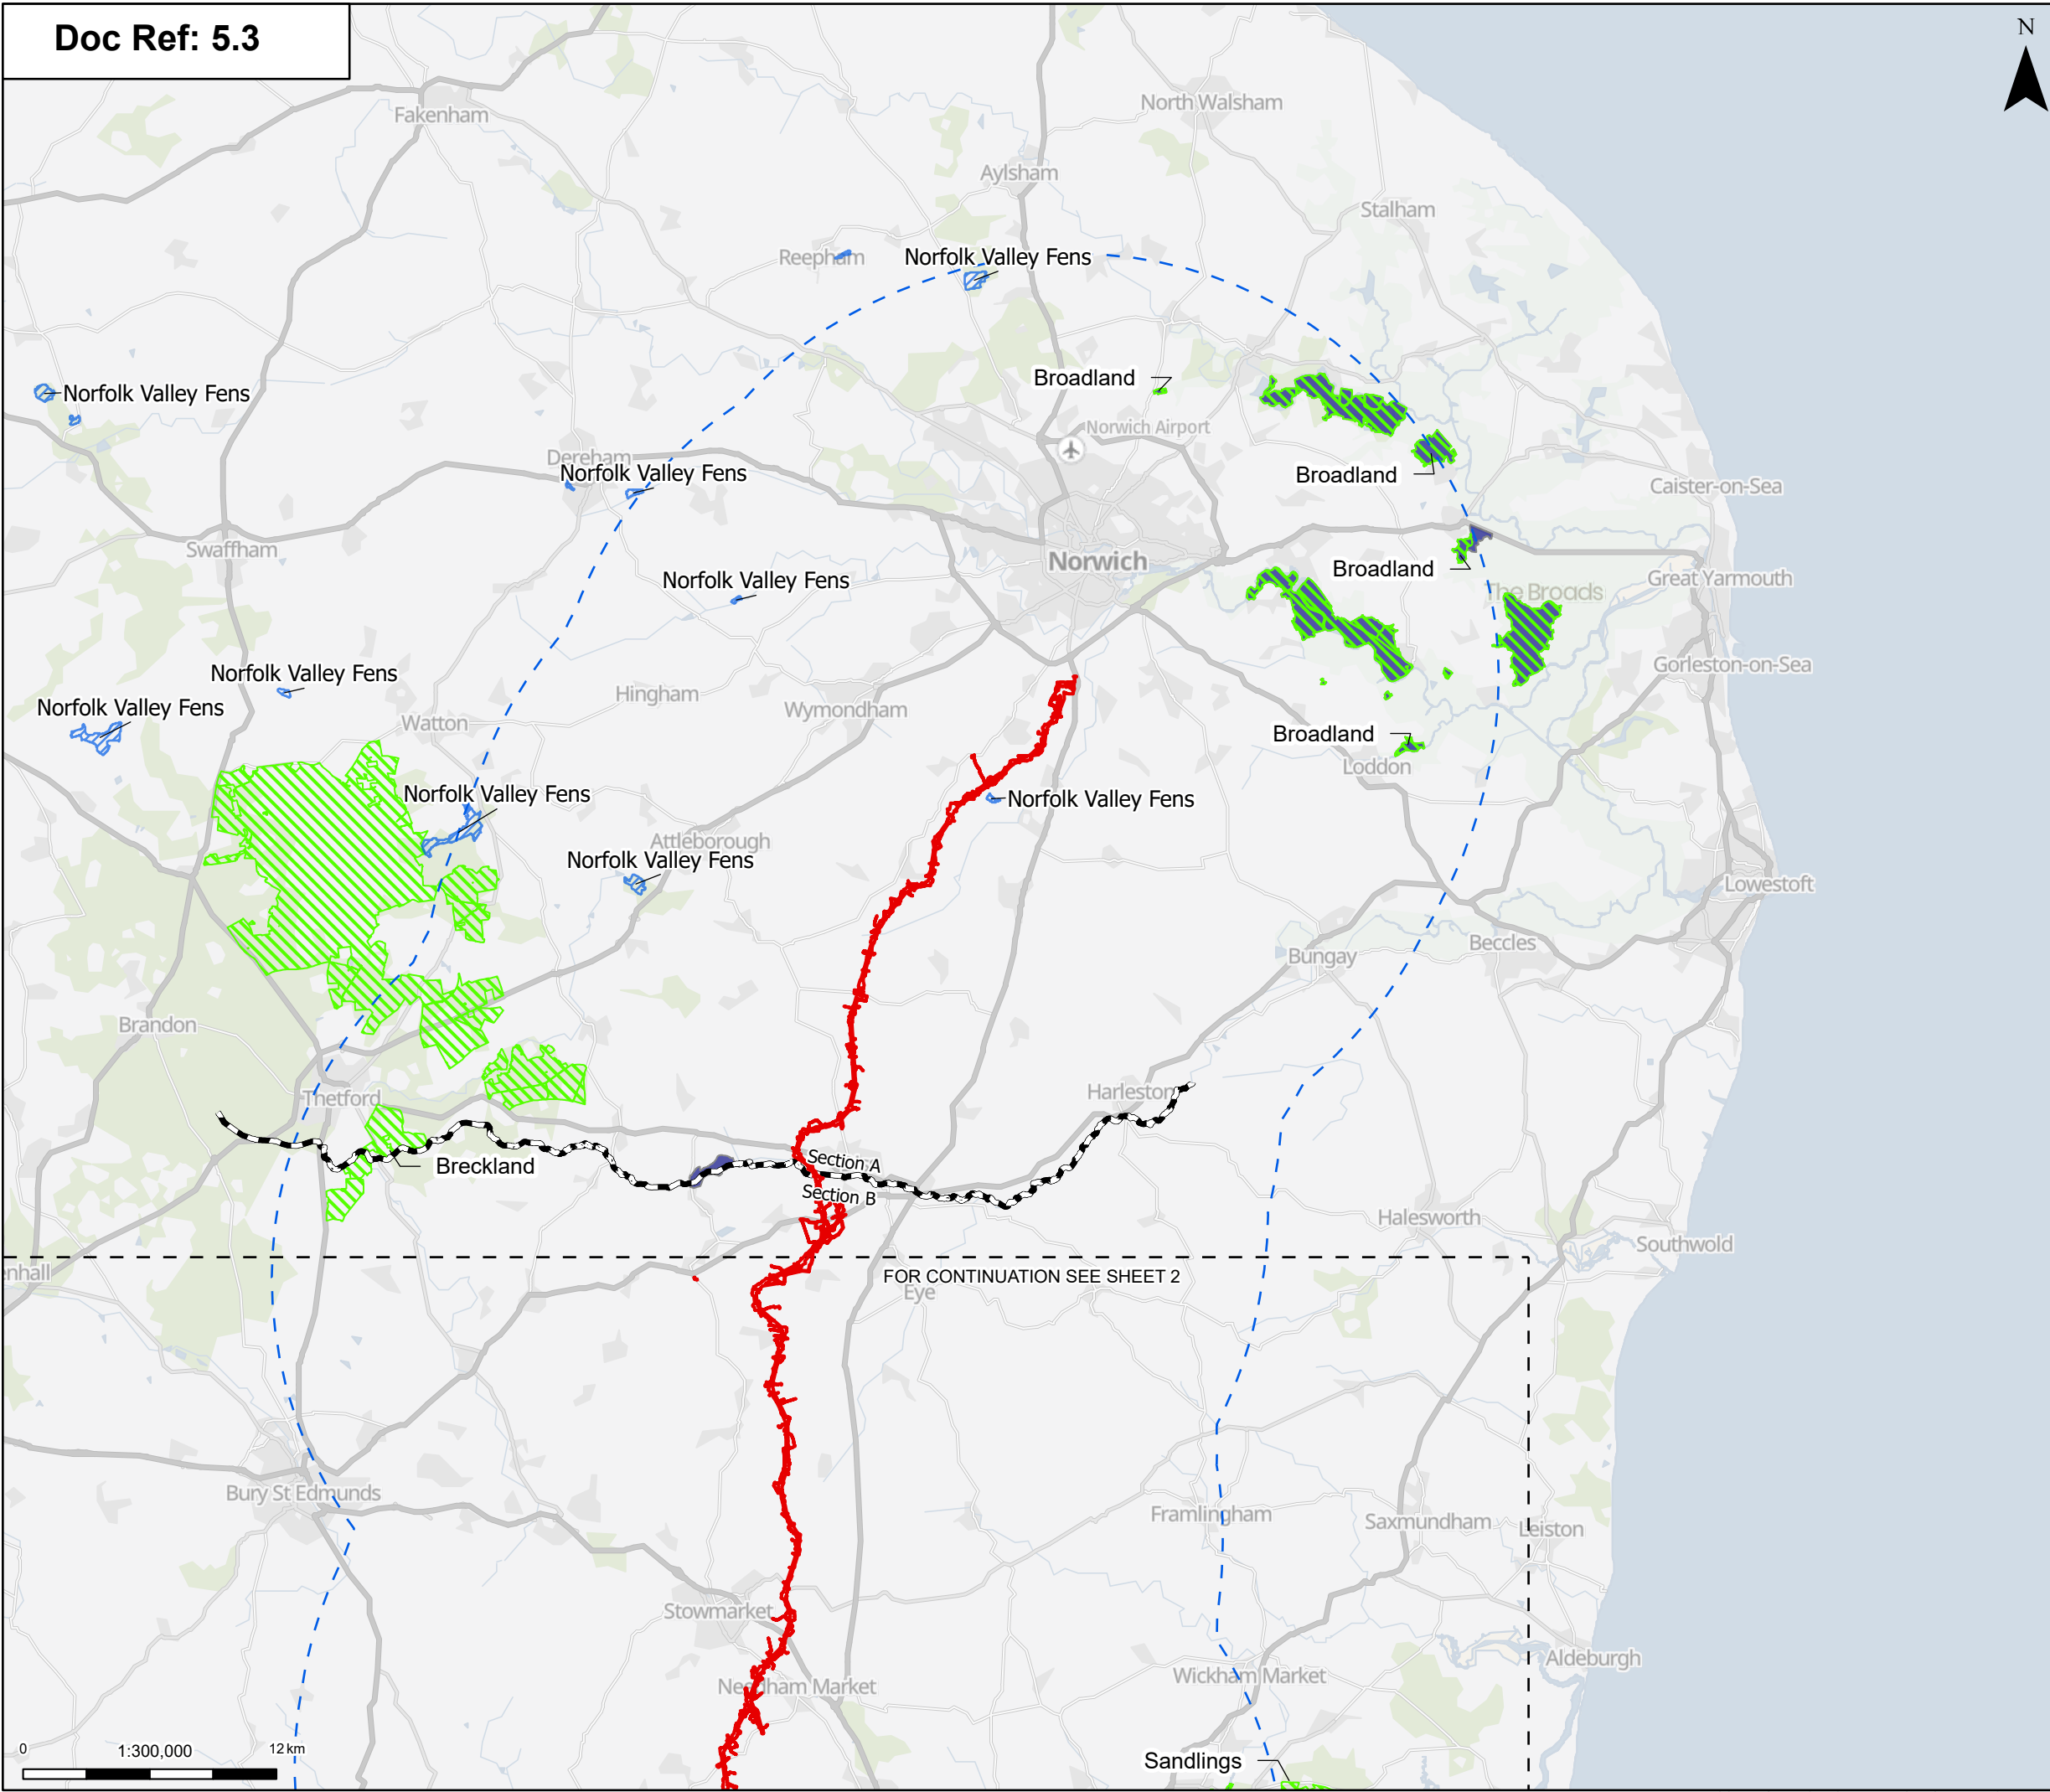 Doc Ref: 5.3
N
Fakenham
North Walsham
Aylsham
Stalham
Reepham
Norfolk Valley Fens
Broadland
Norfolk Valley Fens
Norwich Airport
Dereham
Norfolk Valley Fens
Broadland
Caister-on-Sea
Swaffham
Norwich
Broadland
Norfolk Valley Fens
Great Yarmouth
The Broads
Norfolk Valley Fens
Hingham
Gorleston-on-Sea
Norfolk Valley Fens
Watton
Wymondham
Broadland
Loddon
Norfolk Valley Fens
Norfolk Valley Fens
Attleborough
Norfolk Valley Fens
Lowestoft
Bungay
Beccles
Brandon
Thetford
Harleston
Breckland
Section A
Section B
Halesworth
Southwold
enhall
FOR CONTINUATION SEE SHEET 2
Eye
Bury St Edmunds
Framlingham
Saxmundham
Leiston
Stowmarket
Aldeburgh
Wickham Market
Needham Market
0 1:300,000 12 km
Sandlings